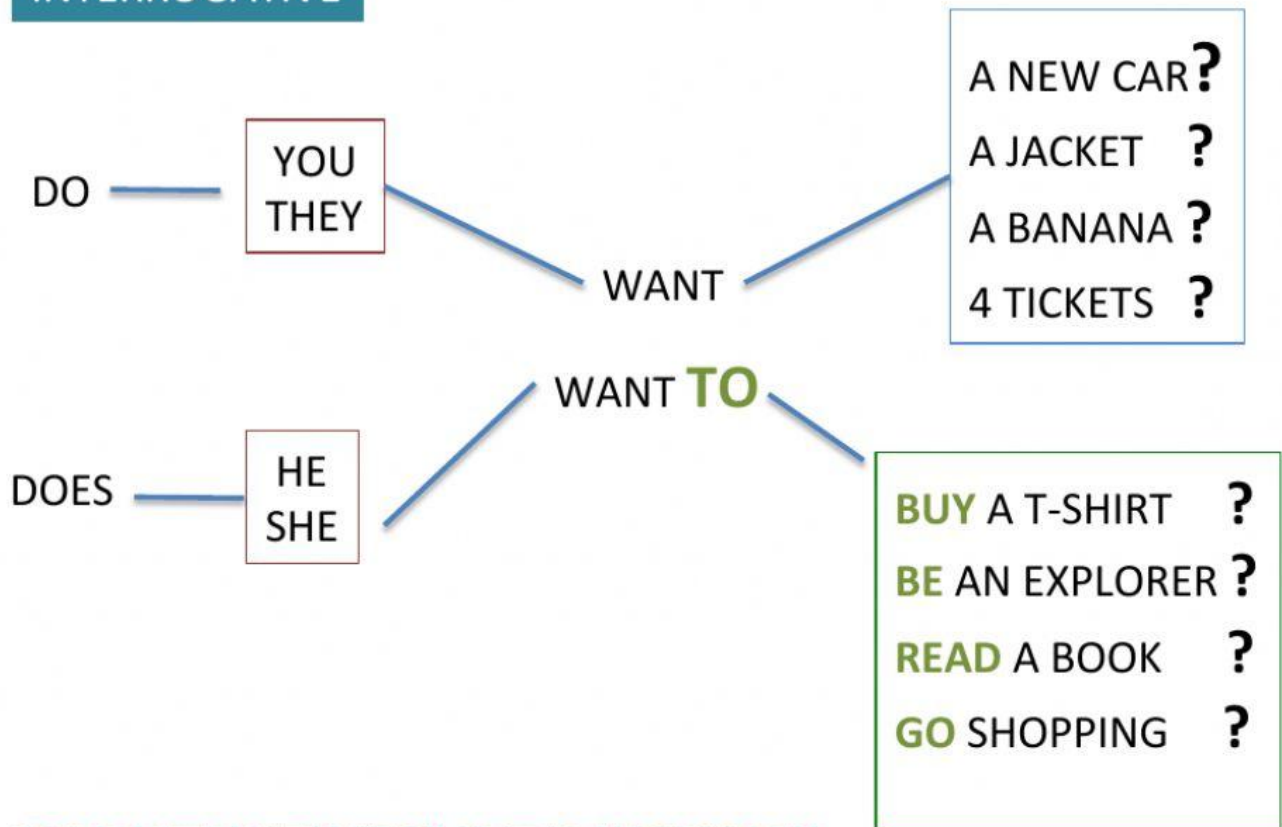 DO
YOU
THEY
WANT
A NEW CAR?
A JACKET ?
A BANANA ?
4 TICKETS ?
DOES
HE
SHE
WANT TO
BUY A T-SHIRT ?
BE AN EXPLORER ?
READ A BOOK ?
GO SHOPPING ?